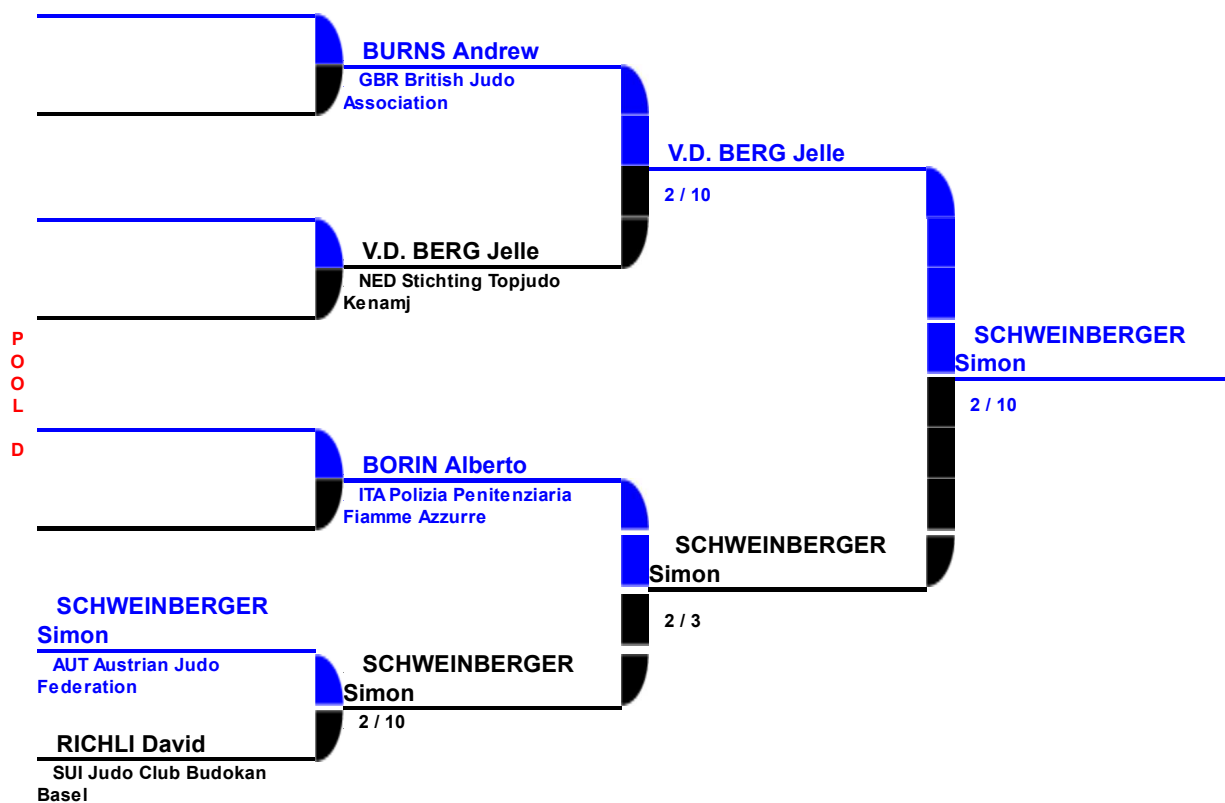 BURNS Andrew
GBR British Judo
Association
V.D. BERG Jelle
2 / 10
V.D. BERG Jelle
NED Stichting Topjudo
Kenamj
P
O
O
L
D
SCHWEINBERGER
Simon
2 / 10
BORIN Alberto
ITA Polizia Penitenziaria
Fiamme Azzurre
SCHWEINBERGER
Simon
2 / 3
SCHWEINBERGER
Simon
AUT Austrian Judo
Federation
SCHWEINBERGER
Simon
2 / 10
RICHLI David
SUI Judo Club Budokan
Basel